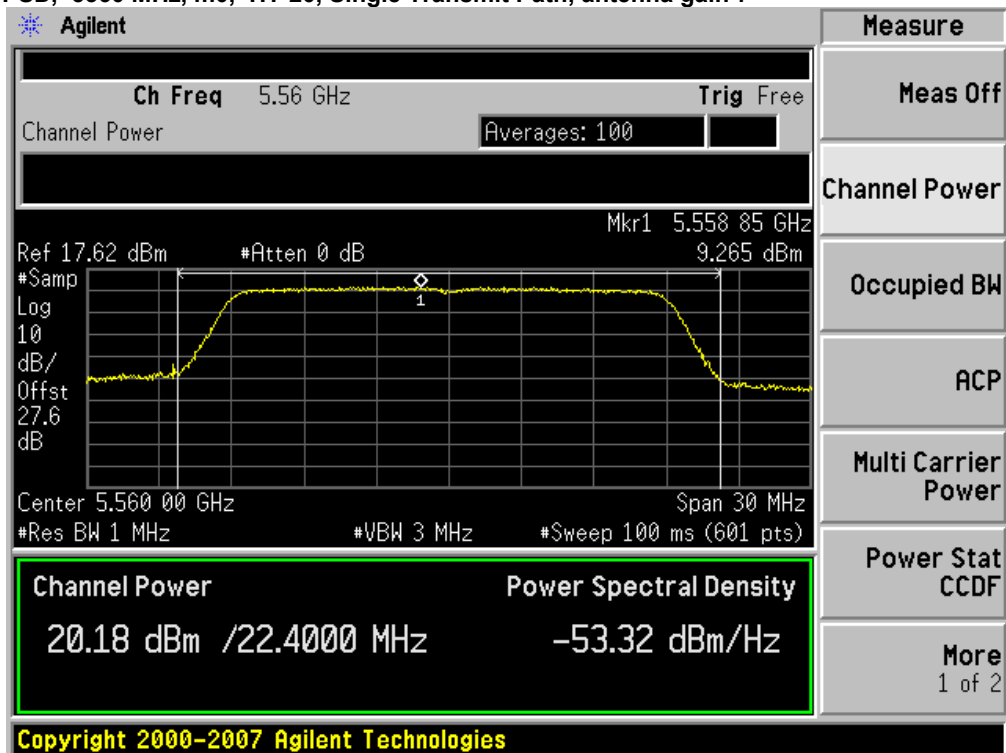 Agilent
Measure
Ch Freq 5.56 GHz Trig Free
Meas Off
Channel Power Averages: 100
Channel Power
Mkr1 5.558 85 GHz
Ref 17.62 dBm #Atten 0 dB 9.265 dBm
#Samp
Log
10
dB/
Offst
27.6
dB
1
Occupied BW
ACP
Multi Carrier
Power
Center 5.560 00 GHz Span 30 MHz
#Res BW 1 MHz #VBW 3 MHz #Sweep 100 ms (601 pts)
Power Stat
CCDF
Channel Power Power Spectral Density
20.18 dBm /22.4000 MHz -53.32 dBm/Hz
More
1 of 2
Copyright 2000-2007 Agilent Technologies